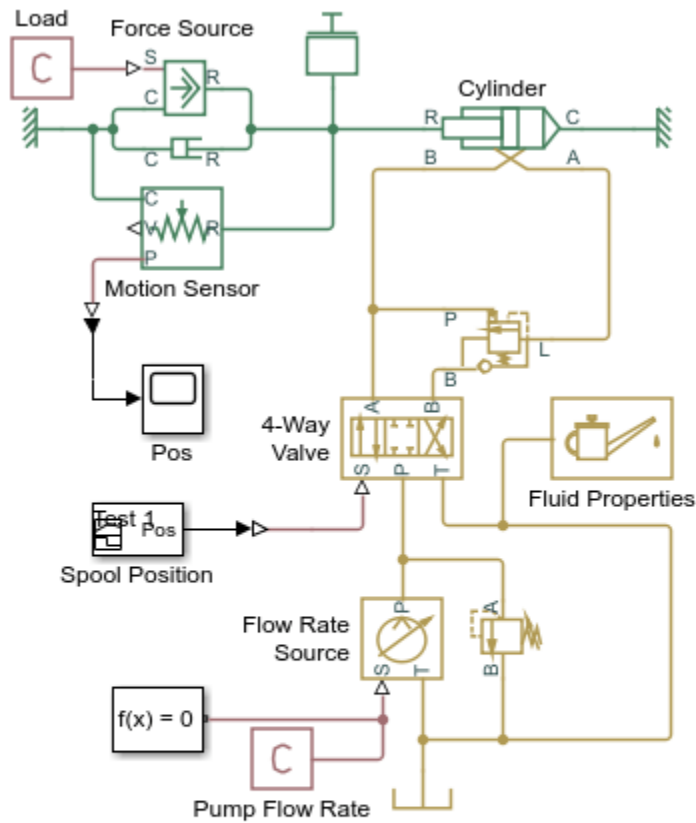 Load
Force Source
C
S
R
C
C
R
Cylinder
R
C
B
A
C
V
R
P
Motion Sensor
P
L
B
A
B
4-Way
Valve
S
P
T
Pos
Fluid Properties
Test 1
Pos
Spool Position
P
A
Flow Rate
Source
S
T
B
f(x) = 0
C
Pump Flow Rate